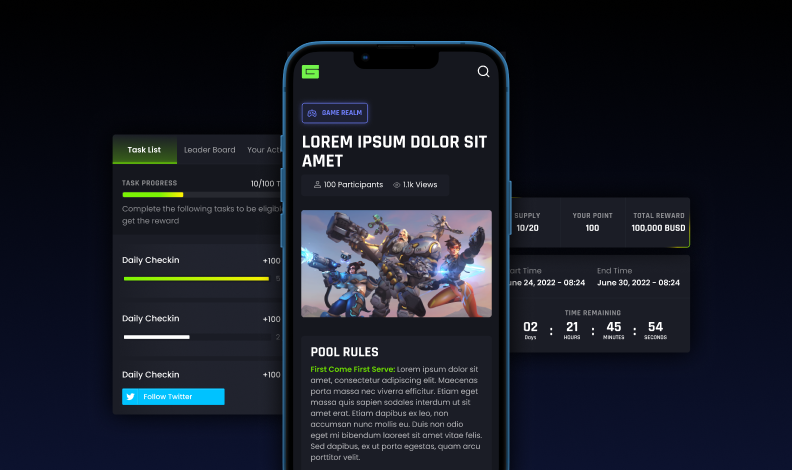 Task List
Leader Board
Your Acti
TASK PROGRESS
10/100 T
Complete the following tasks to be eligible
get the reward
Daily Checkin
+100
Daily Checkin
+100
2
Daily Checkin
+100
Follow Twitter
GAME REALM
LOREM IPSUM DOLOR SIT
AMET
100 Participants
1.1k Views
POOL RULES
First Come First Serve: Lorem ipsum dolor sit
amet, consectetur adipiscing elit. Maecenas
porta massa nec viverra efficitur. Etiam eget
massa quis sapien sodales interdum ut sit
amet erat. Etiam dapibus ex leo, non
accumsan nunc mollis eu. Duis non odio
eget mi bibendum laoreet sit amet vitae felis.
Sed dapibus, ex ut porta egestas, quam arcu
porttitor velit.
SUPPLY
YOUR POINT
TOTAL REWARD
10/20
100
100,000 BUSD
art Time
End Time
une 24, 2022 - 08:24
June 30, 2022 - 08:24
TIME REMAINING
02 : 21 : 45 : 54
Days HOURS MINUTES SECONDS